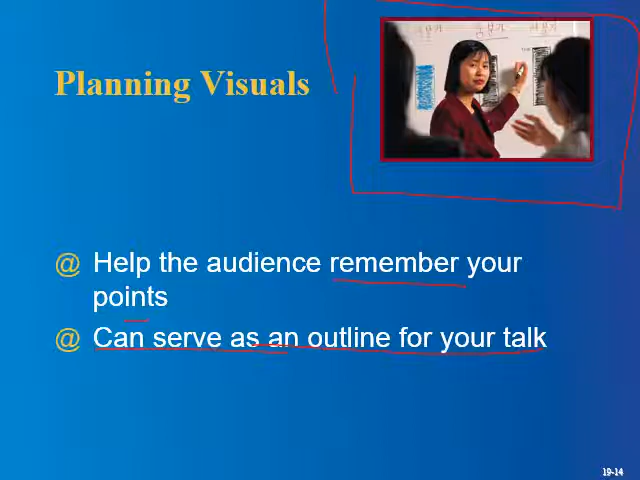 Planning Visuals
@ Help the audience remember your
points
@ Can serve as an outline for your talk
19-14